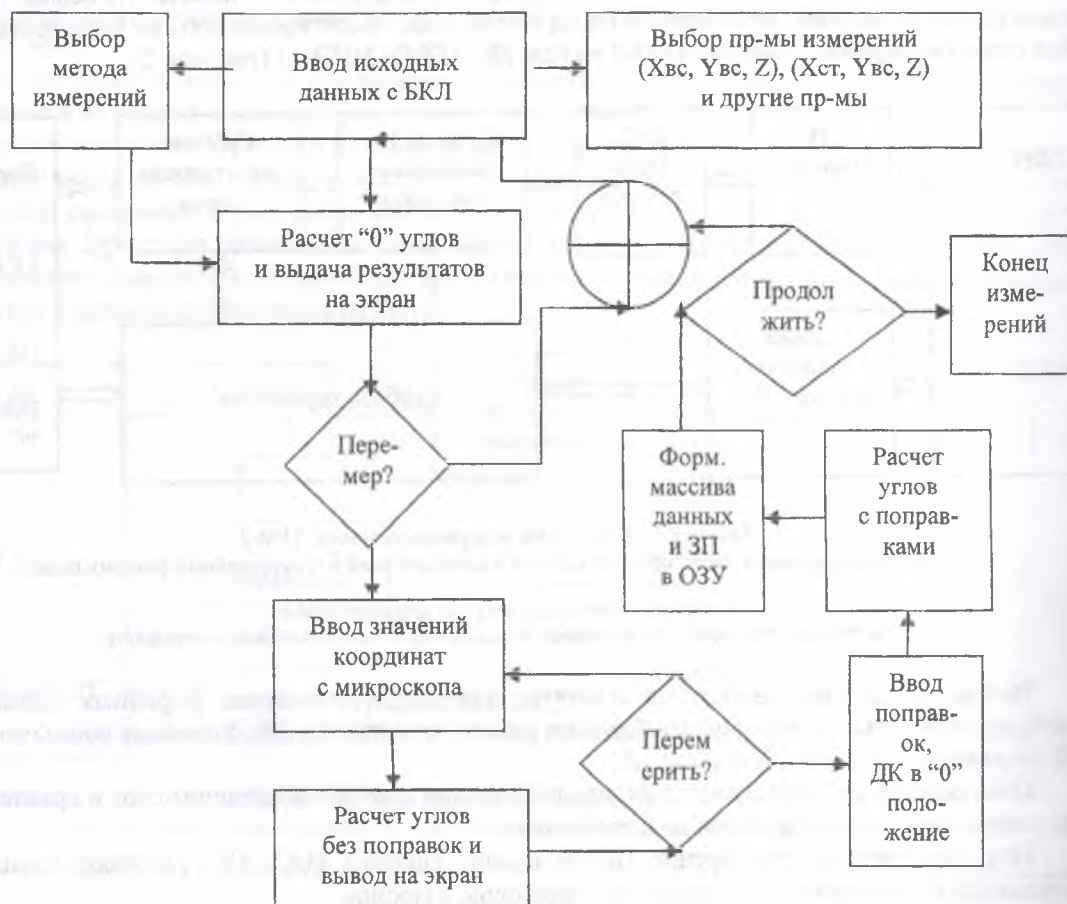 Выбор
метода
измерений
Ввод исходных
данных с БКЛ
Выбор пр-мы измерений
(Xвс, Yвс, Z), (Xст, Yвс, Z)
и другие пр-мы
Расчет “0” углов
и выдача результатов
на экран
Продол
жить?
Конец
изме-
рений
Пере-
мер?
Форм.
массива
данных
и ЗП
в ОЗУ
Расчет
углов
с поправ-
ками
Ввод значений
координат
с микроскопа
Перем
ерить?
Ввод
поправ-
ок,
ДК в “0”
поло-
жение
Расчет углов
без поправок и
вывод на экран